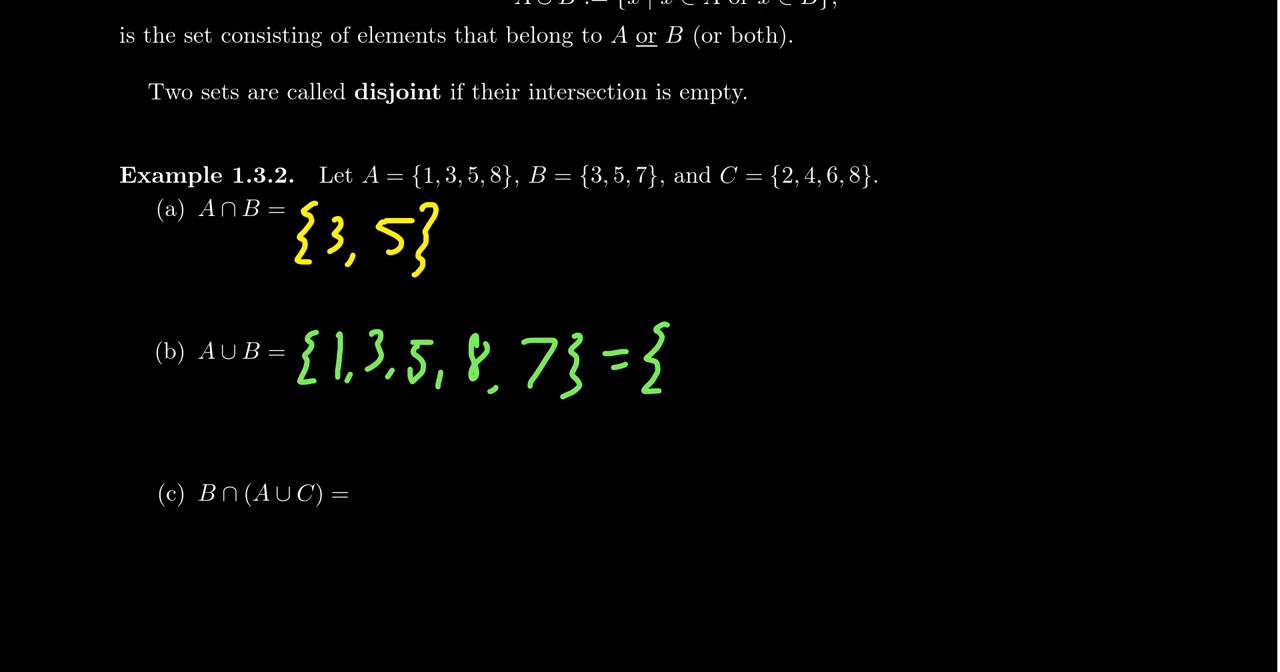 A ∪ B := {x | x ∈ A or x ∈ B},
is the set consisting of elements that belong to A or B (or both).
Two sets are called disjoint if their intersection is empty.
Example 1.3.2. Let A = {1, 3, 5, 8}, B = {3, 5, 7}, and C = {2, 4, 6, 8}.
(a) A ∩ B = {3, 5}
(b) A ∪ B = {1, 3, 5, 8, 7} = {
(c) B ∩ (A ∪ C) =